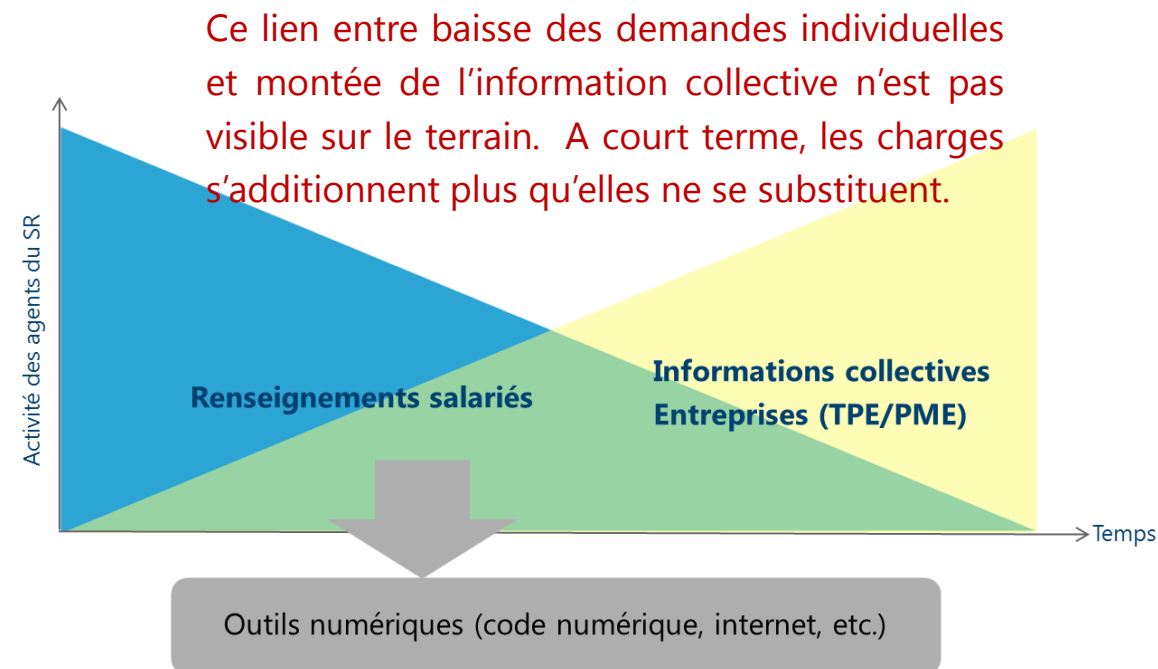 Ce lien entre baisse des demandes individuelles
et montée de l’information collective n’est pas
visible sur le terrain.  A court terme, les charges
s’additionnent plus qu’elles ne se substituent.
Activité des agents du SR
Renseignements salariés
Informations collectives
Entreprises (TPE/PME)
Temps
Outils numériques (code numérique, internet, etc.)